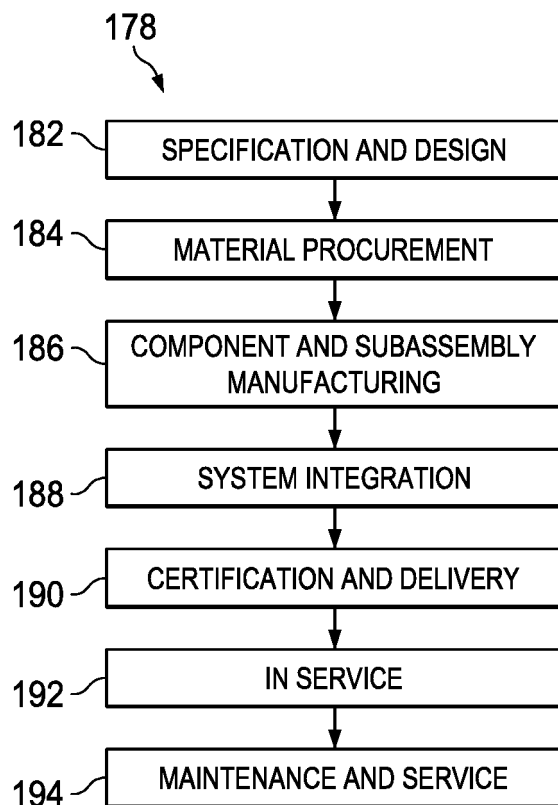 178
182
SPECIFICATION AND DESIGN
184
MATERIAL PROCUREMENT
186
COMPONENT AND SUBASSEMBLY
MANUFACTURING
188
SYSTEM INTEGRATION
190
CERTIFICATION AND DELIVERY
192
IN SERVICE
194
MAINTENANCE AND SERVICE